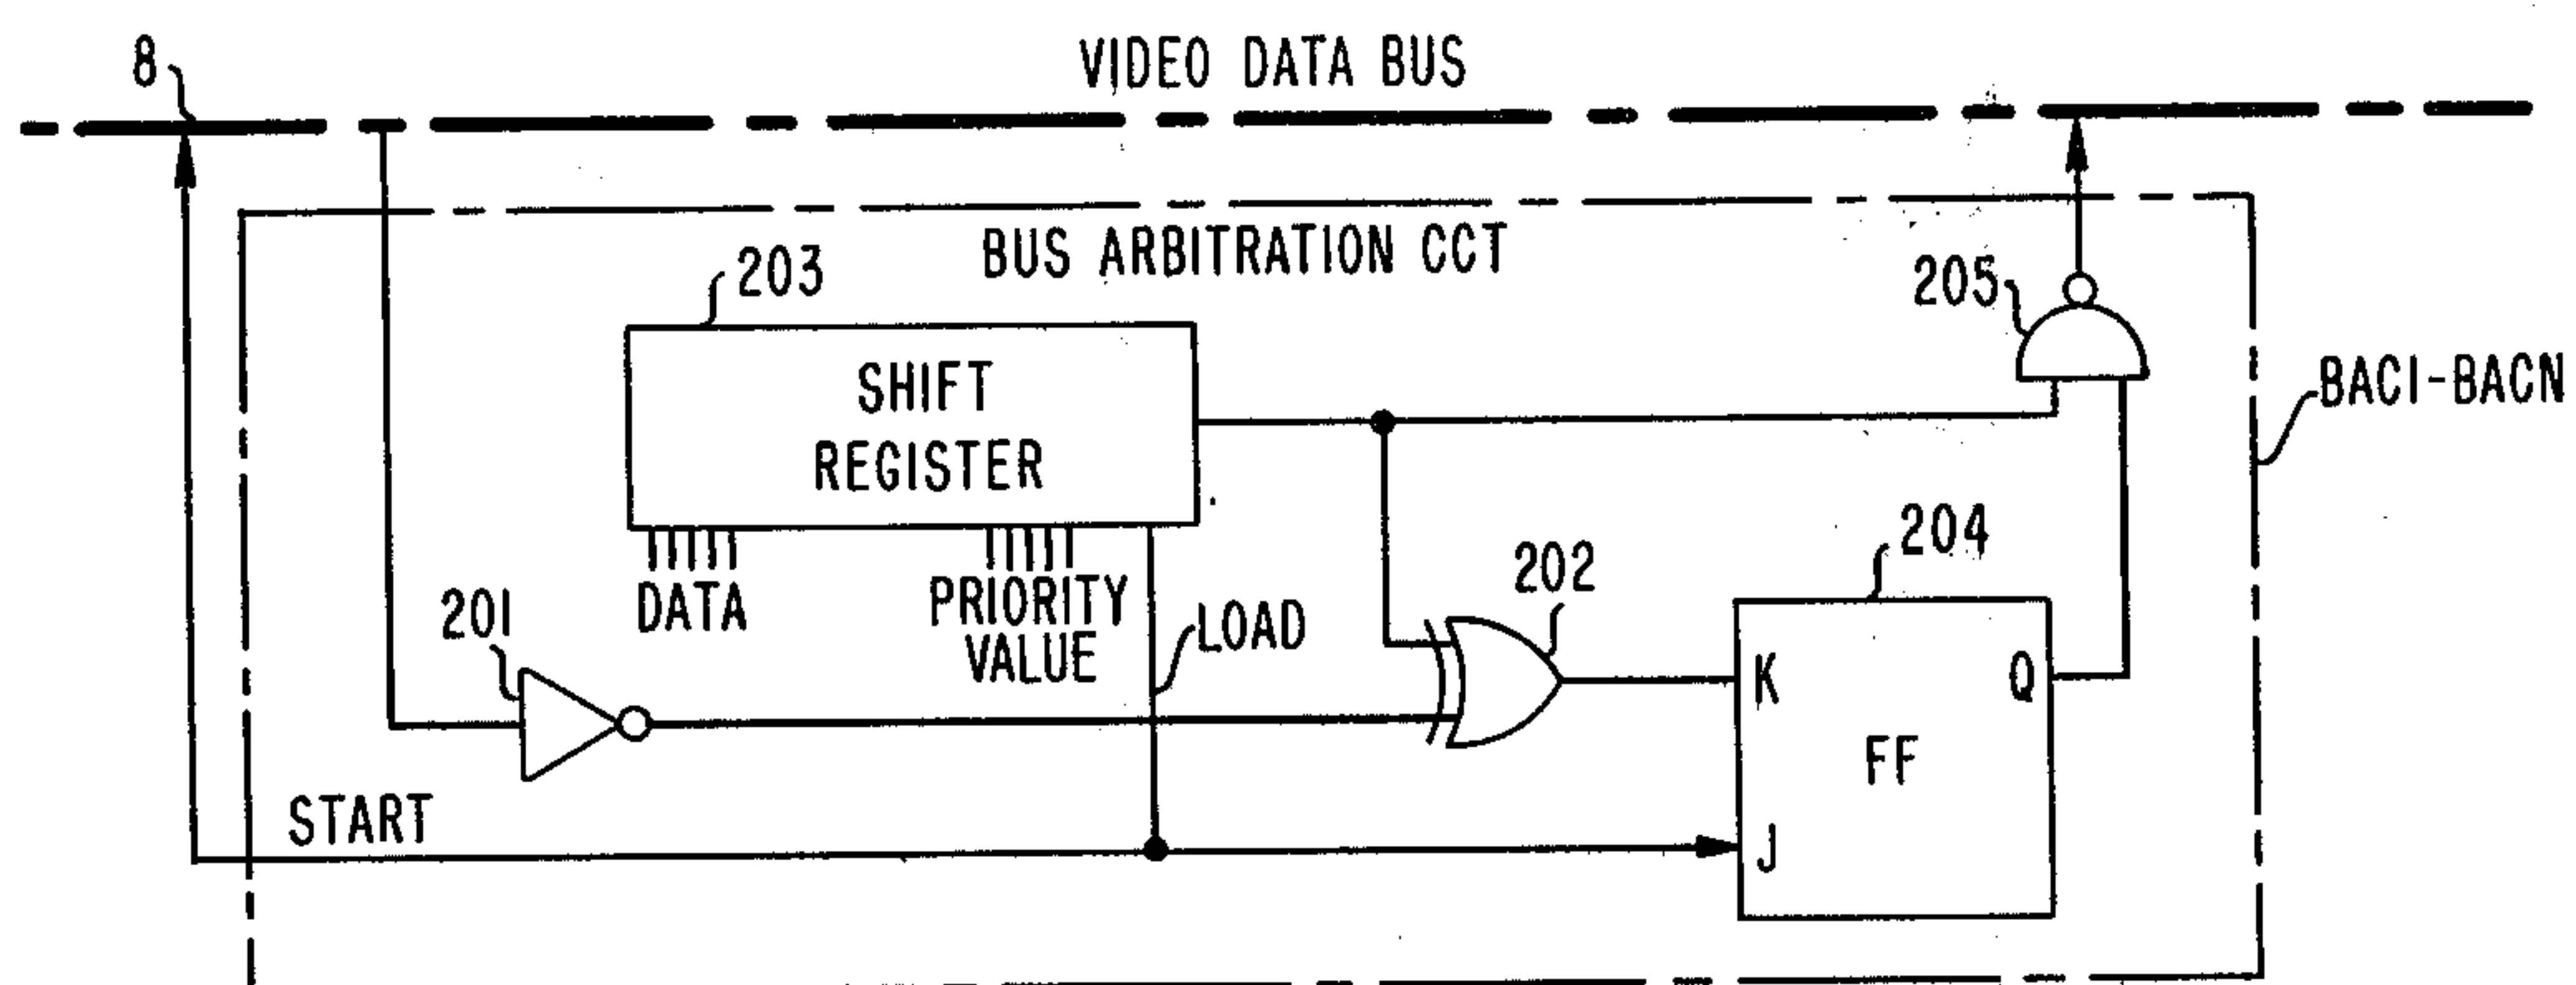 8
VIDEO DATA BUS
BUS ARBITRATION CCT
203
205
SHIFT
REGISTER
BACI-BACN
204
202
DATA
PRIORITY
VALUE
LOAD
201
K
Q
FF
START
J